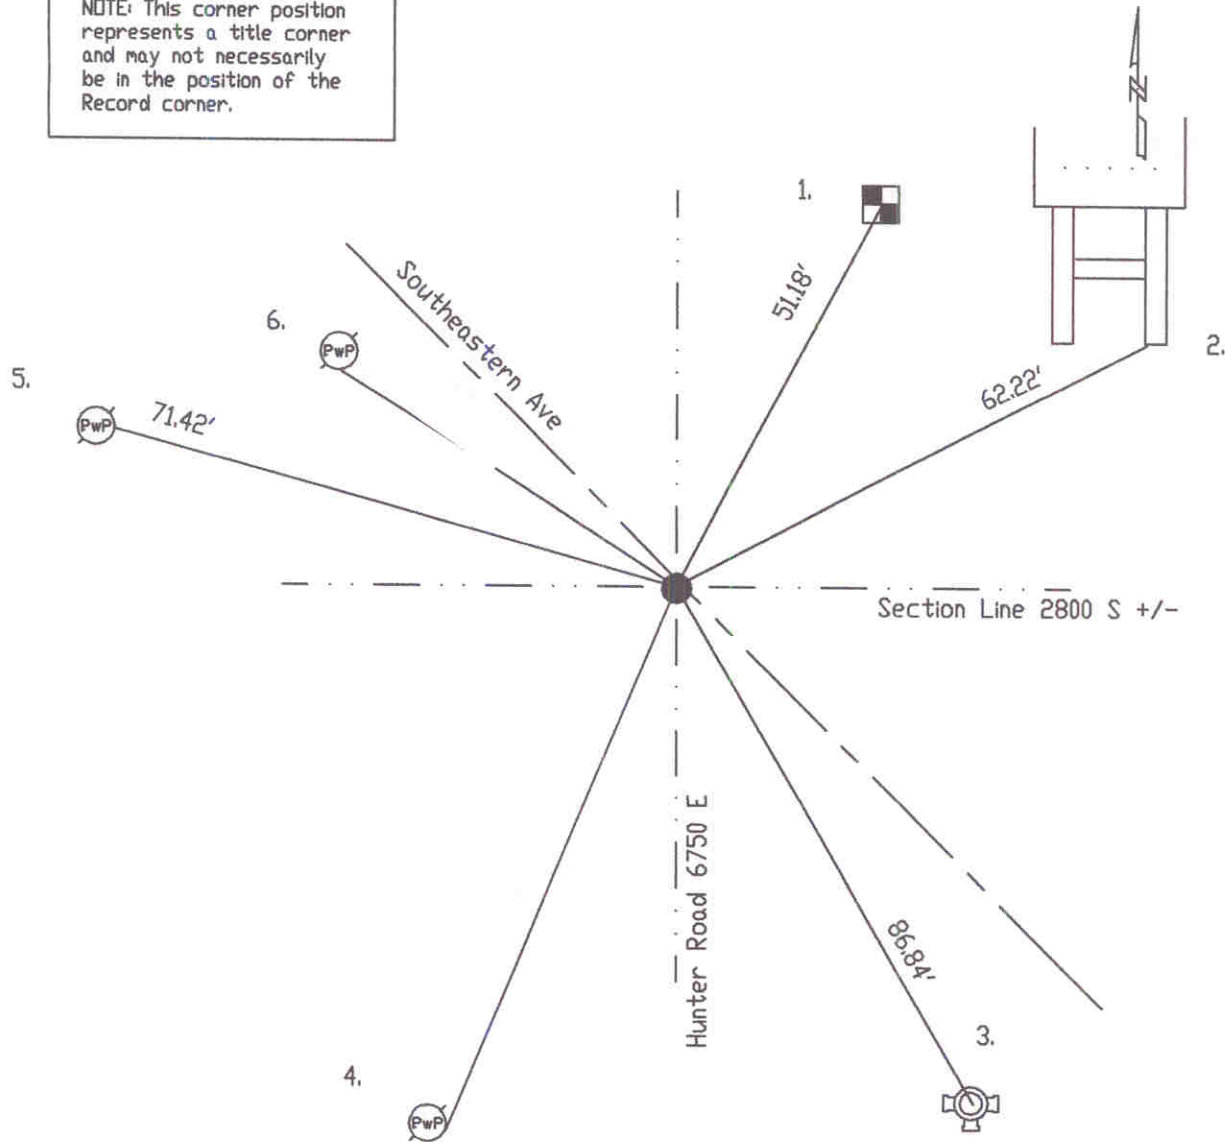 NOTE: This corner position
represents a title corner
and may not necessarily
be in the position of the
Record corner.
N
1.
51.18'
Southeastern Ave
6.
PwP
2.
62.22'
5.
PwP
71.42'
Section Line 2800 S +/-
Hunter Road 6750 E
86.84'
3.
4.
PwP